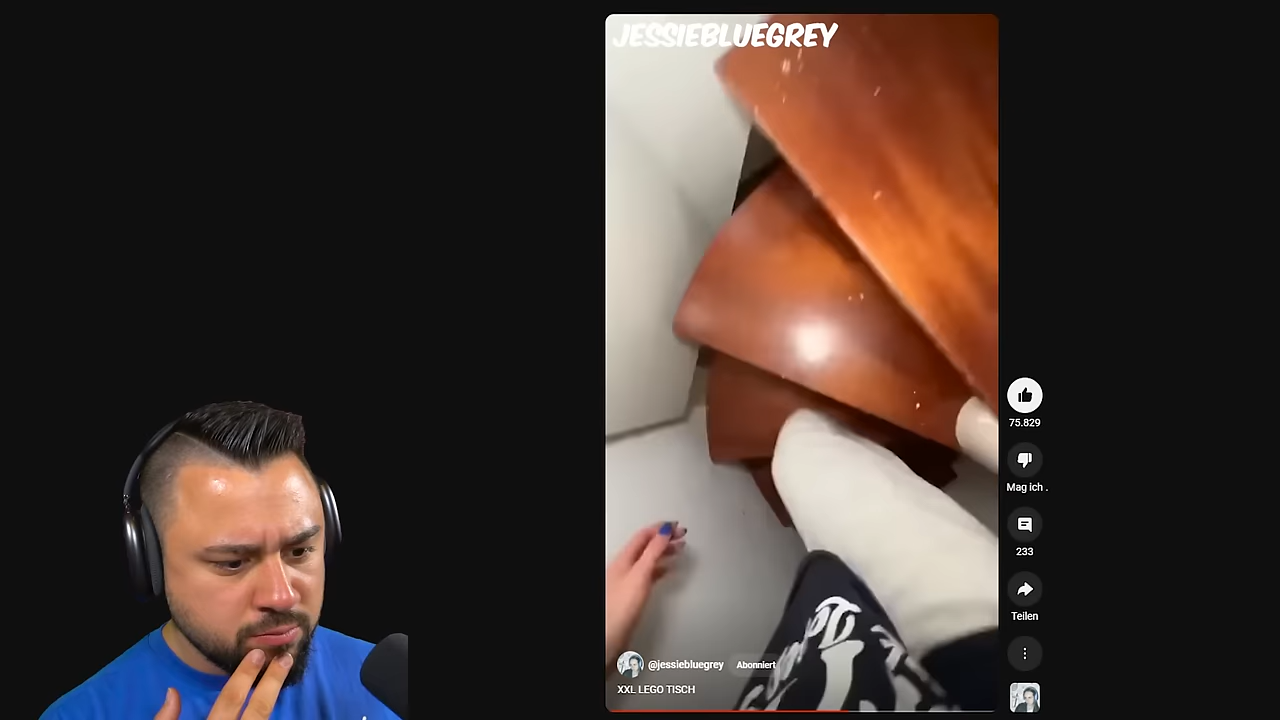 JESSIEBLUEGREY
75.829
Mag ich .
233
Teilen
@jessiebluegrey Abonniert
XXL LEGO TISCH